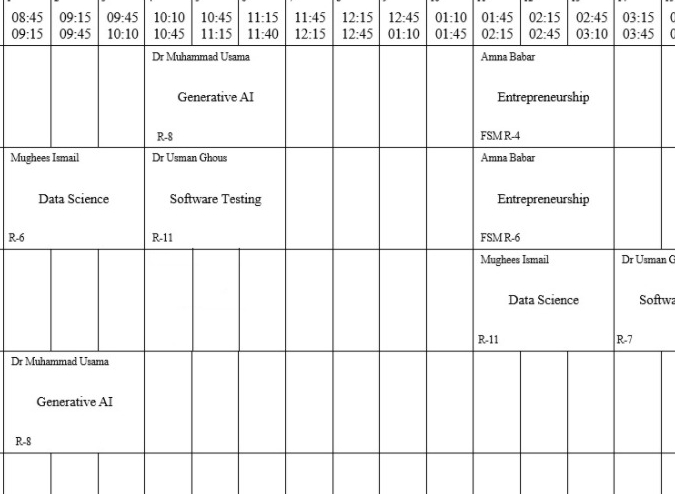 08:45 09:15 09:45 10:10 10:45 11:15 11:45 12:15 12:45 01:10 01:45 02:15 02:45 03:15
09:15 09:45 10:10 10:45 11:15 11:40 12:15 12:45 01:10 01:45 02:15 02:45 03:10 03:45
Dr Muhammad Usama Amna Babar
Generative AI Entrepreneurship
R-8 FSM R-4
Mughees Ismail Dr Usman Ghous Amna Babar
Data Science Software Testing Entrepreneurship
R-6 R-11 FSM R-6
Mughees Ismail Dr Usman
Data Science
R-11 R-7
Dr Muhammad Usama
Generative AI
R-8